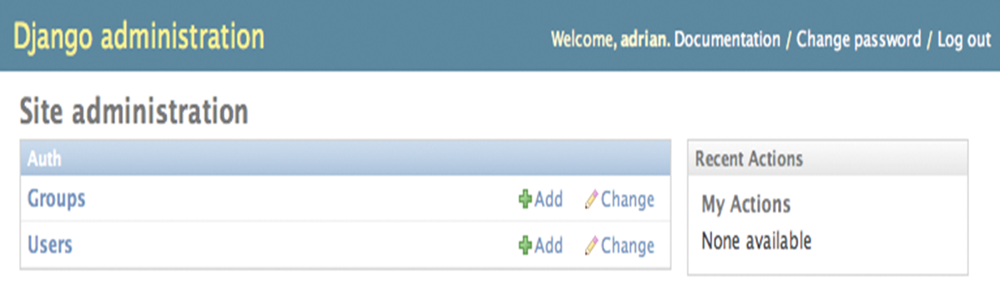 Django administration
Welcome, adrian. Documentation / Change password / Log out
Site administration
Auth
Groups Add Change
Users Add Change
Recent Actions
My Actions
None available